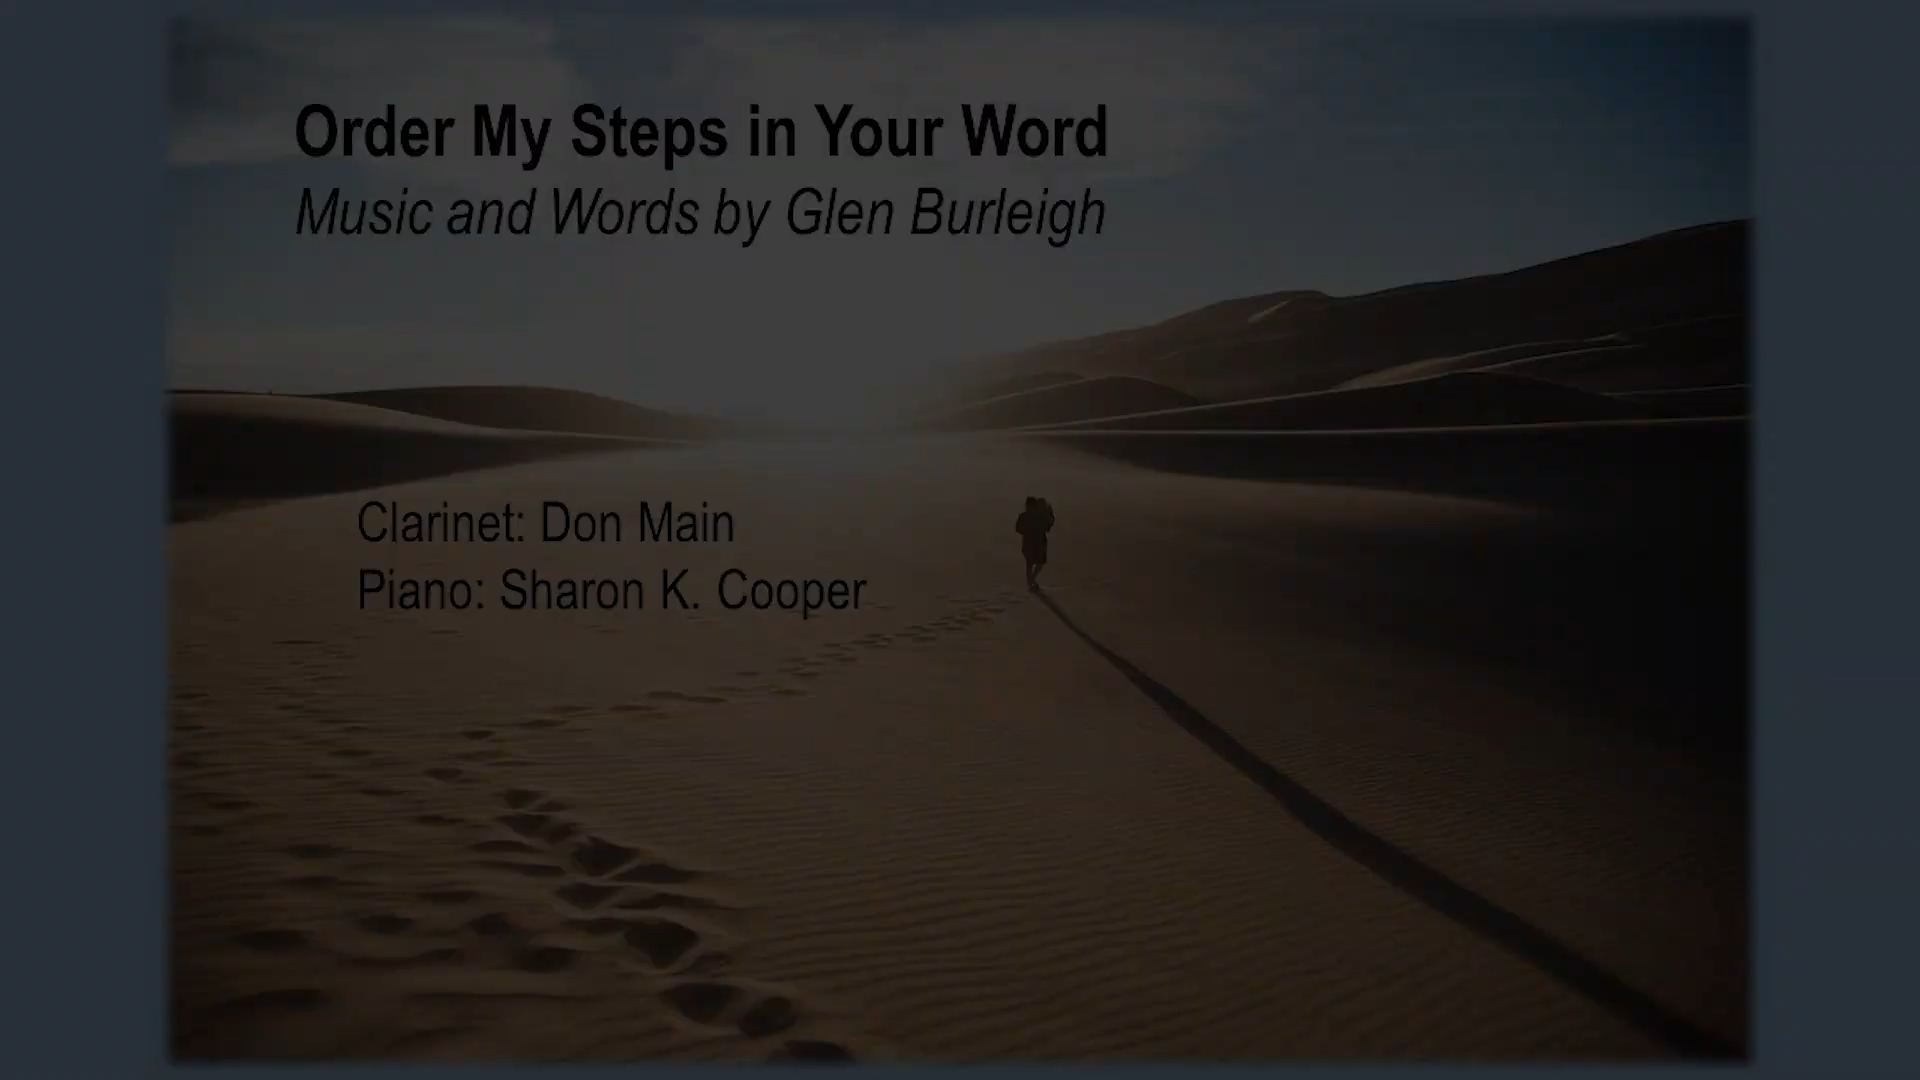 Order My Steps in Your Word
Music and Words by Glen Burleigh
Clarinet: Don Main
Piano: Sharon K. Cooper